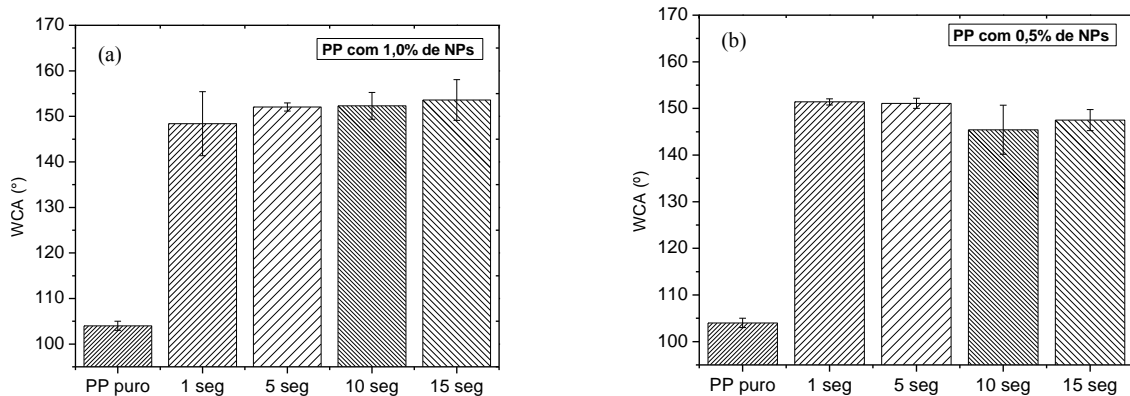 (a)
PP com 1,0% de NPs
WCA (°)
170
160
150
140
130
120
110
100
PP puro 1 seg 5 seg 10 seg 15 seg
(b)
PP com 0,5% de NPs
WCA (º)
170
160
150
140
130
120
110
100
PP puro 1 seg 5 seg 10 seg 15 seg